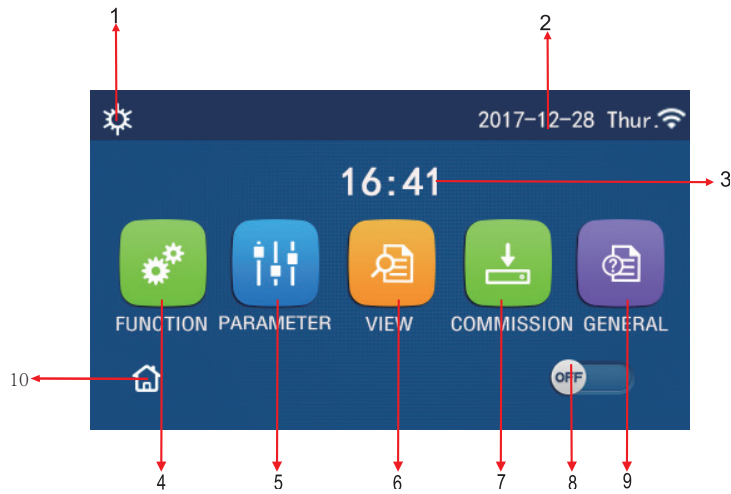 1
2
2017-12-28 Thur.
16:41
3
FUNCTION PARAMETER VIEW COMMISSION GENERAL
10
OFF
4 5 6 7 8 9